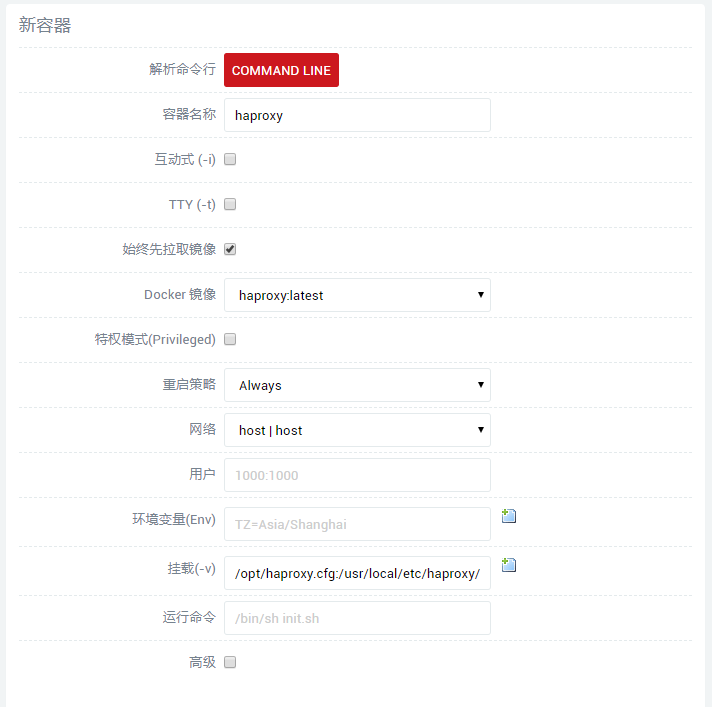 新容器
解析命令行 COMMAND LINE
容器名称 haproxy
互动式 (-i)
TTY (-t)
始终先拉取镜像
Docker 镜像 haproxy:latest
特权模式(Privileged)
重启策略 Always
网络 host | host
用户 1000:1000
环境变量(Env) TZ=Asia/Shanghai
挂载(-v) /opt/haproxy.cfg:/usr/local/etc/haproxy/
运行命令 /bin/sh init.sh
高级